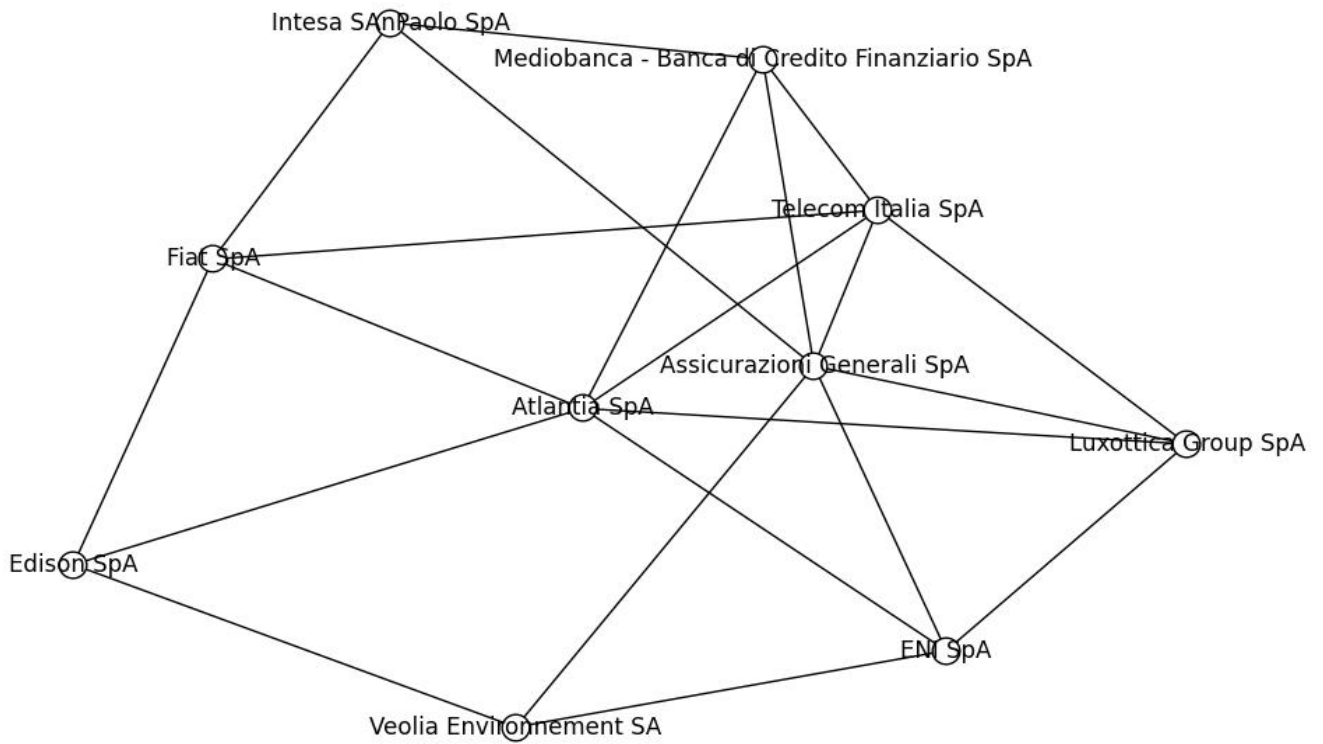 Intesa SAnPaolo SpA
Mediobanca - Banca di Credito Finanziario SpA
Telecom Italia SpA
Fiat SpA
Assicurazioni Generali SpA
Atlantia SpA
Luxottica Group SpA
Edison SpA
ENI SpA
Veolia Environnement SA